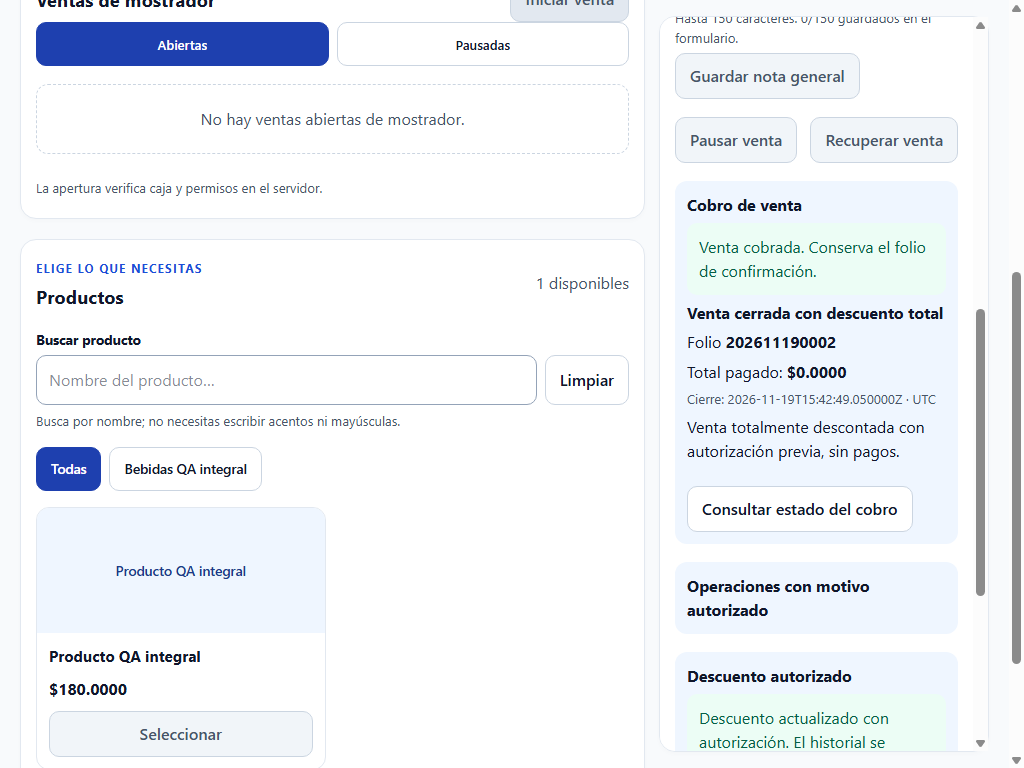 Ventas de mostrador
Iniciar venta
Abiertas
Pausadas
No hay ventas abiertas de mostrador.
La apertura verifica caja y permisos en el servidor.
ELIGE LO QUE NECESITAS
Productos
1 disponibles
Buscar producto
Nombre del producto...
Limpiar
Busca por nombre; no necesitas escribir acentos ni mayúsculas.
Todas
Bebidas QA integral
Producto QA integral
Producto QA integral
$180.0000
Seleccionar
Hasta 150 caracteres. 0/150 guardados en el
formulario.
Guardar nota general
Pausar venta
Recuperar venta
Cobro de venta
Venta cobrada. Conserva el folio
de confirmación.
Venta cerrada con descuento total
Folio 202611190002
Total pagado: $0.0000
Cierre: 2026-11-19T15:42:49.050000Z · UTC
Venta totalmente descontada con
autorización previa, sin pagos.
Consultar estado del cobro
Operaciones con motivo
autorizado
Descuento autorizado
Descuento actualizado con
autorización. El historial se